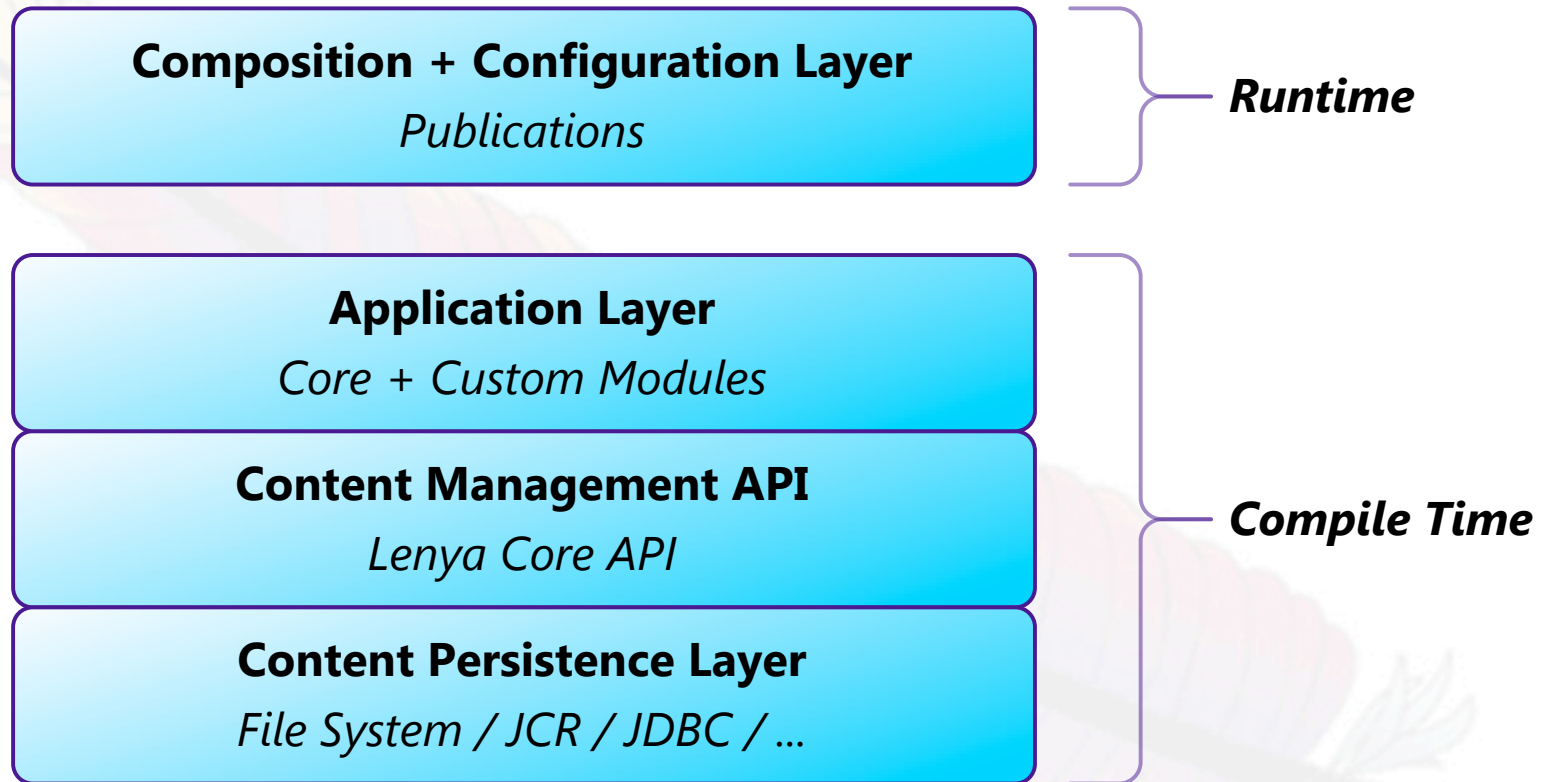 Composition + Configuration Layer
Publications
Runtime
Application Layer
Core + Custom Modules
Content Management API
Lenya Core API
Compile Time
Content Persistence Layer
File System / JCR / JDBC / ...